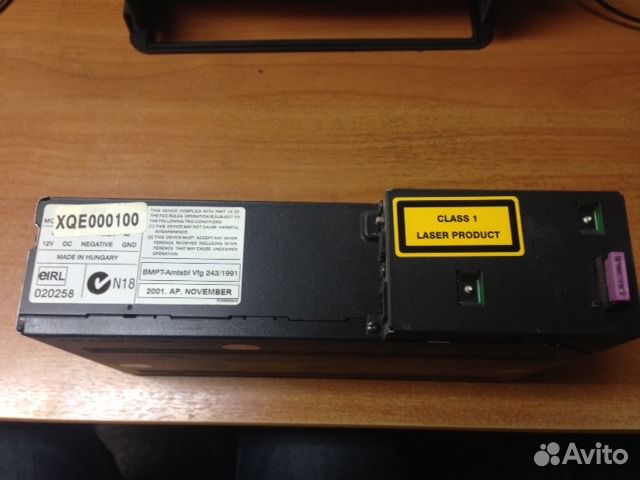 XQE000100
12V DC NEGATIVE GND
MADE IN HUNGARY
eIRL
020258
N18
THIS DEVICE COMPLIES WITH PART 15 OF
THE FCC RULES. OPERATION IS SUBJECT TO
THE FOLLOWING TWO CONDITIONS:
(1) THIS DEVICE MAY NOT CAUSE HARMFUL
INTERFERENCE.
(2) THIS DEVICE MUST ACCEPT ANY INTER-
FERENCE RECEIVED INCLUDING INTER-
FERENCE THAT MAY CAUSE UNDESIRED
OPERATION.
BMPT-Amtsbl Vfg 243/1991
2001. AP. NOVEMBER
CLASS 1
LASER PRODUCT
Avito